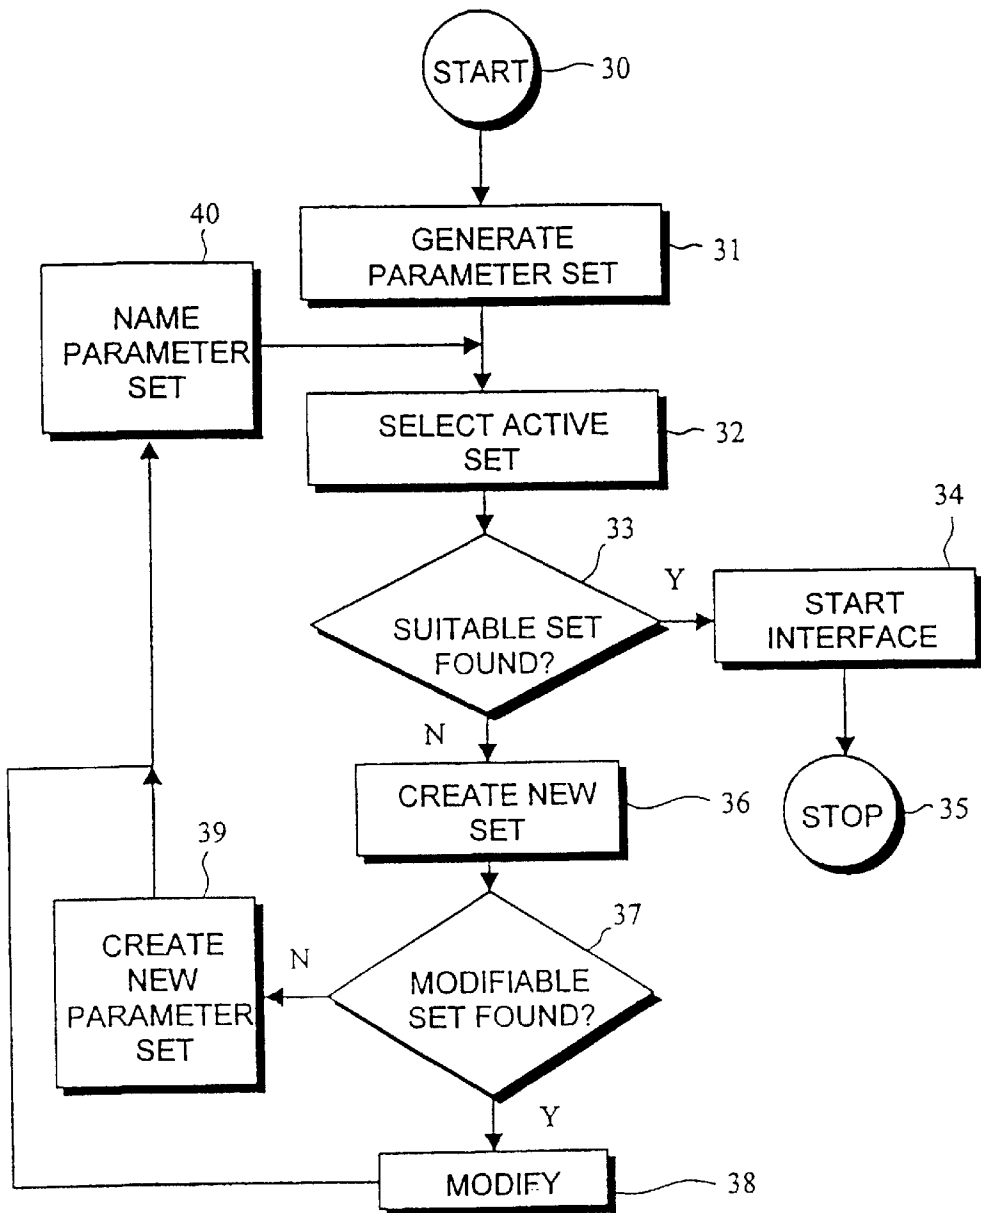 START
30
GENERATE
PARAMETER SET
31
40
NAME
PARAMETER
SET
SELECT ACTIVE
SET
32
33
SUITABLE SET
FOUND?
Y
34
START
INTERFACE
N
STOP
35
CREATE NEW
SET
36
39
CREATE
NEW
PARAMETER
SET
N
37
MODIFIABLE
SET FOUND?
Y
MODIFY
38